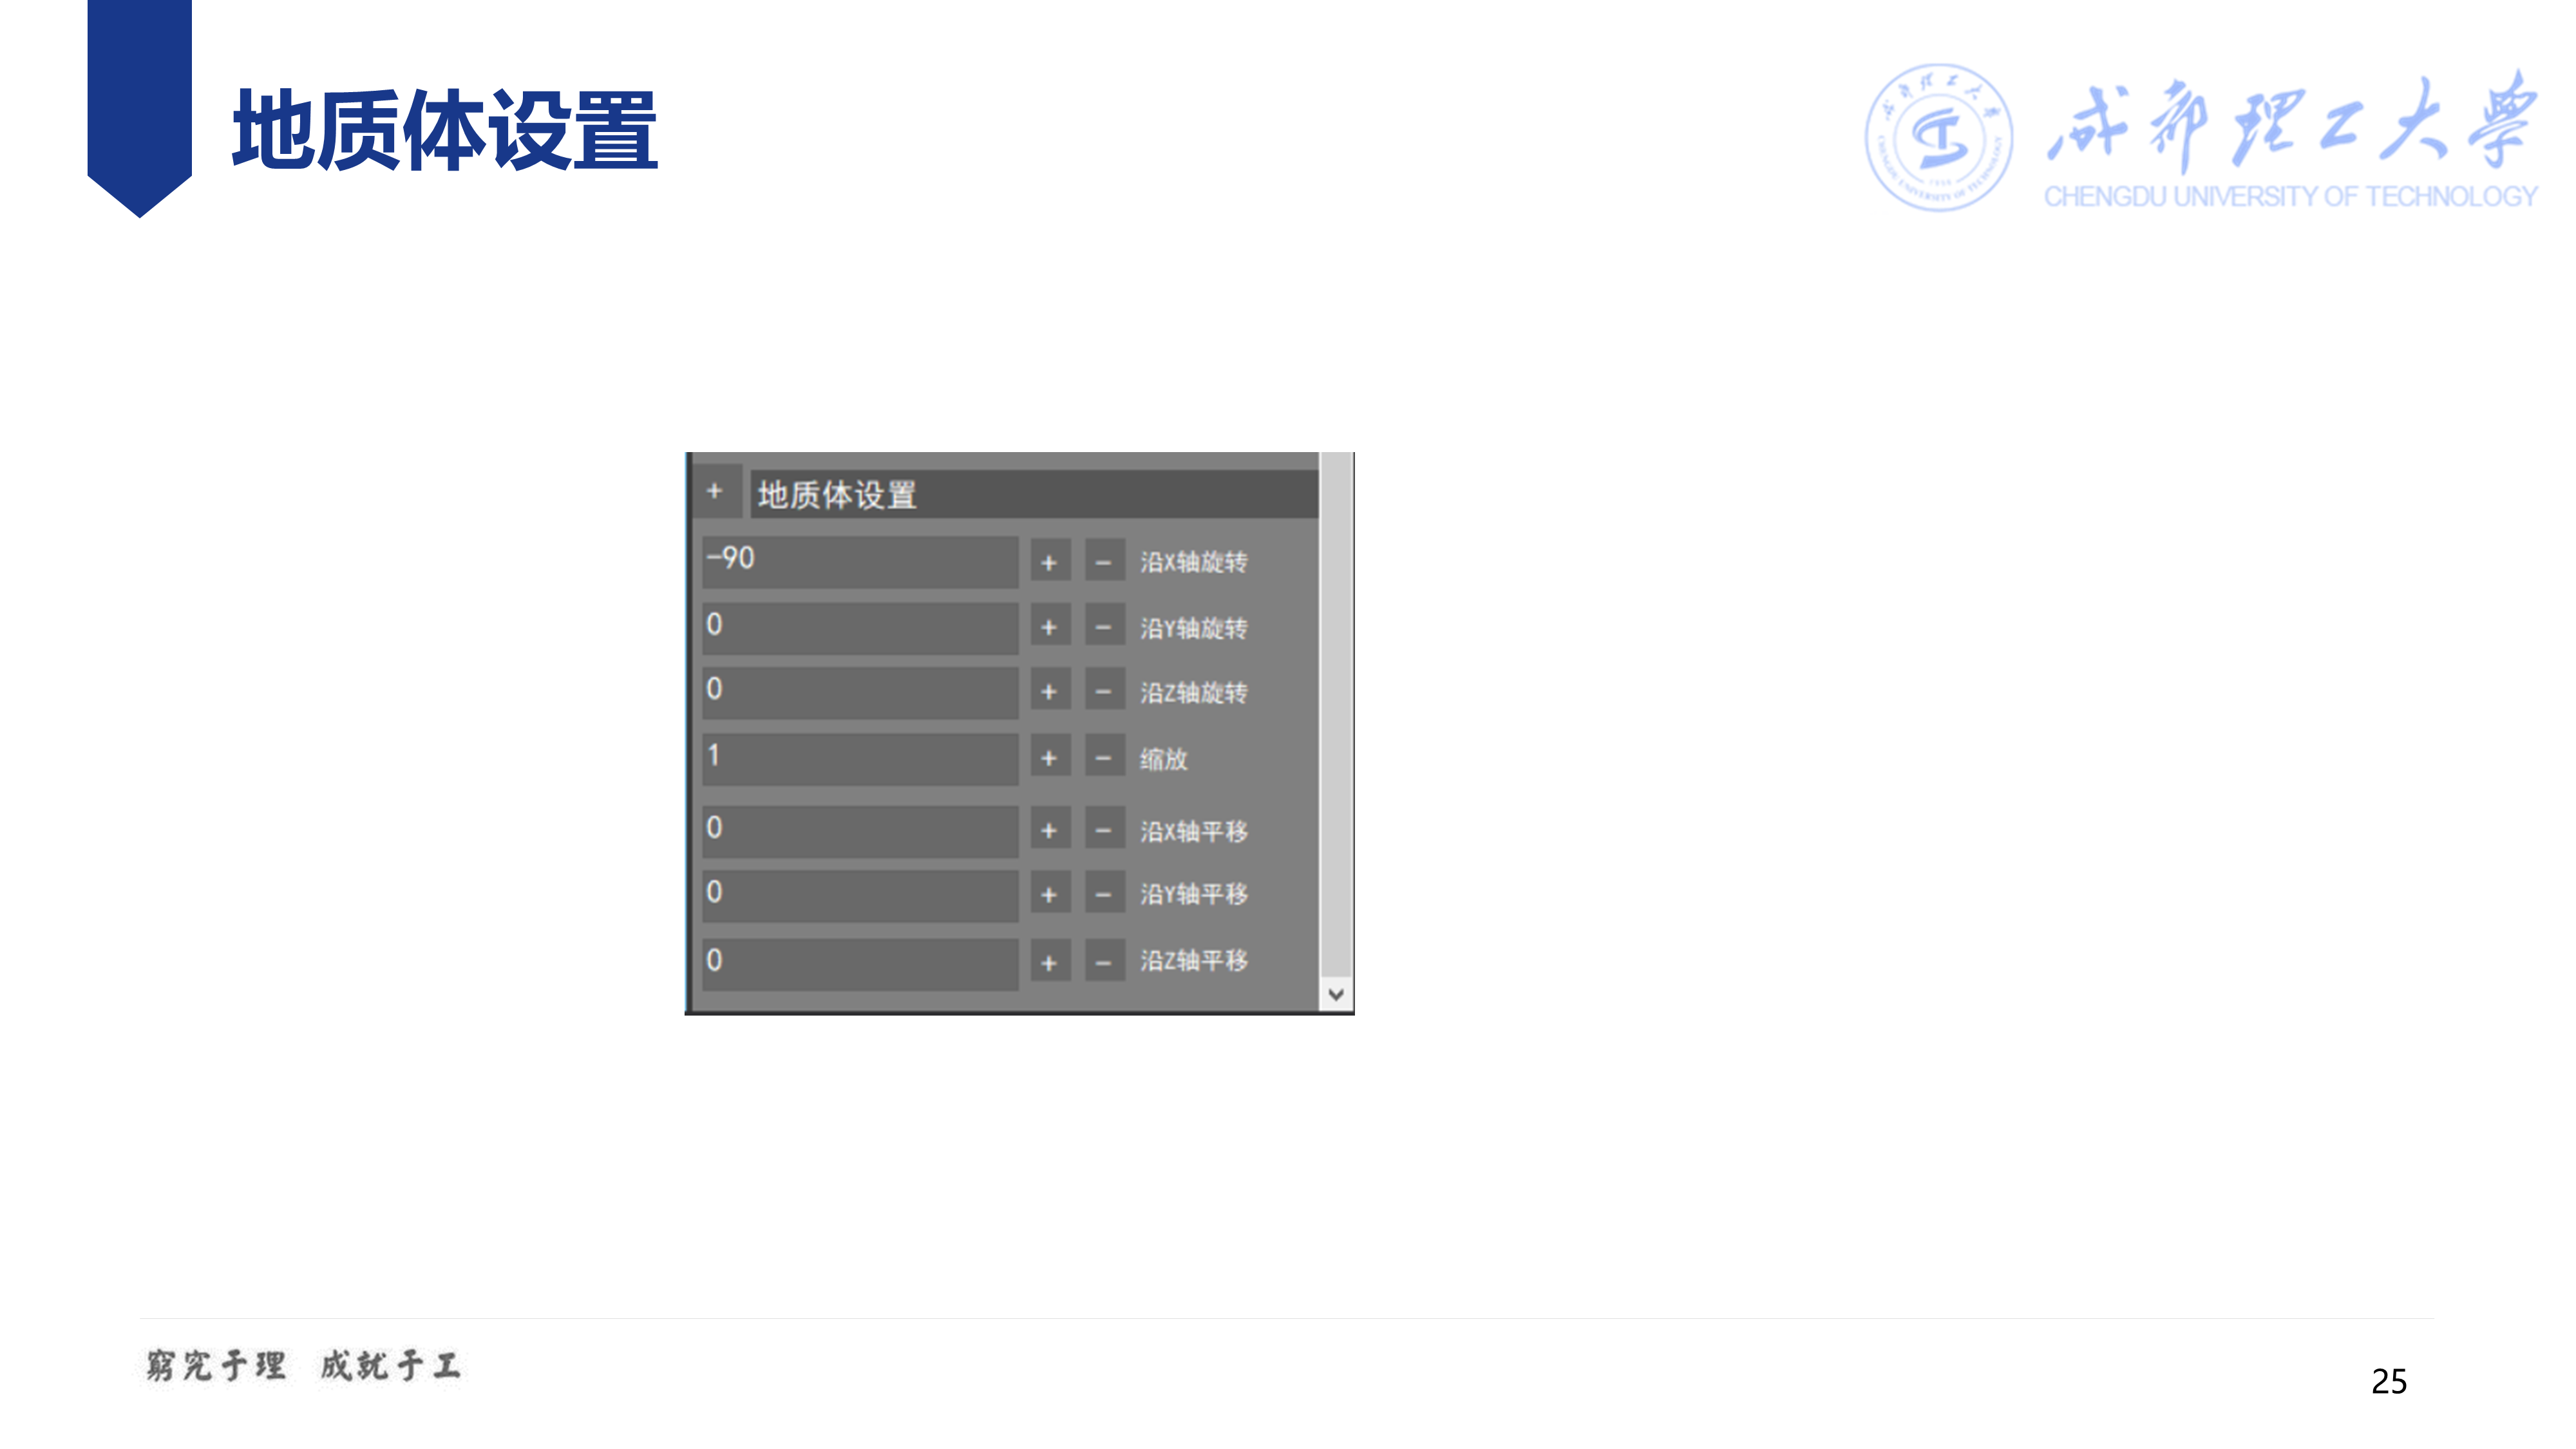 地质体设置
成都理工大学
CHENGDU UNIVERSITY OF TECHNOLOGY
+ 地质体设置
-90 + - 沿X轴旋转
0 + - 沿Y轴旋转
0 + - 沿Z轴旋转
1 + - 缩放
0 + - 沿X轴平移
0 + - 沿Y轴平移
0 + - 沿Z轴平移
窮究于理 成就于工
25